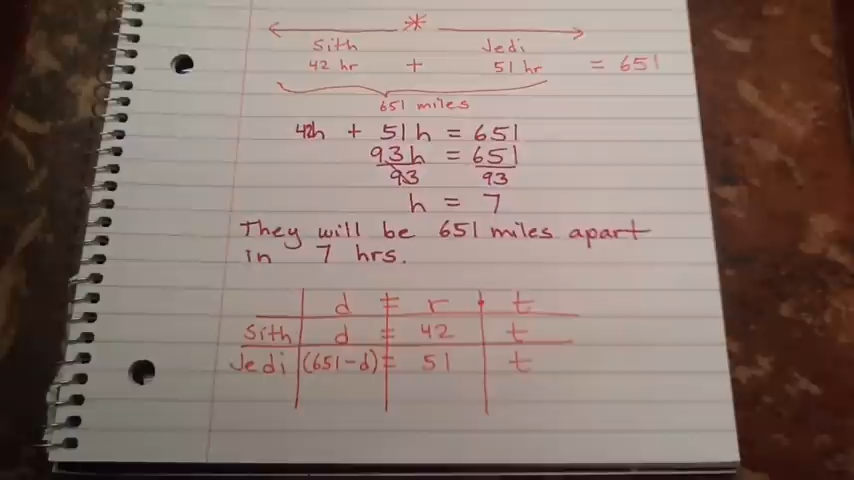 *
Sith Jedi
42 hr + 51 hr = 651
651 miles
42h + 51h = 651
93h = 651
93 93
h = 7
They will be 651 miles apart
in 7 hrs.
d = r · t
Sith d = 42 t
Jedi (651-d) = 51 t